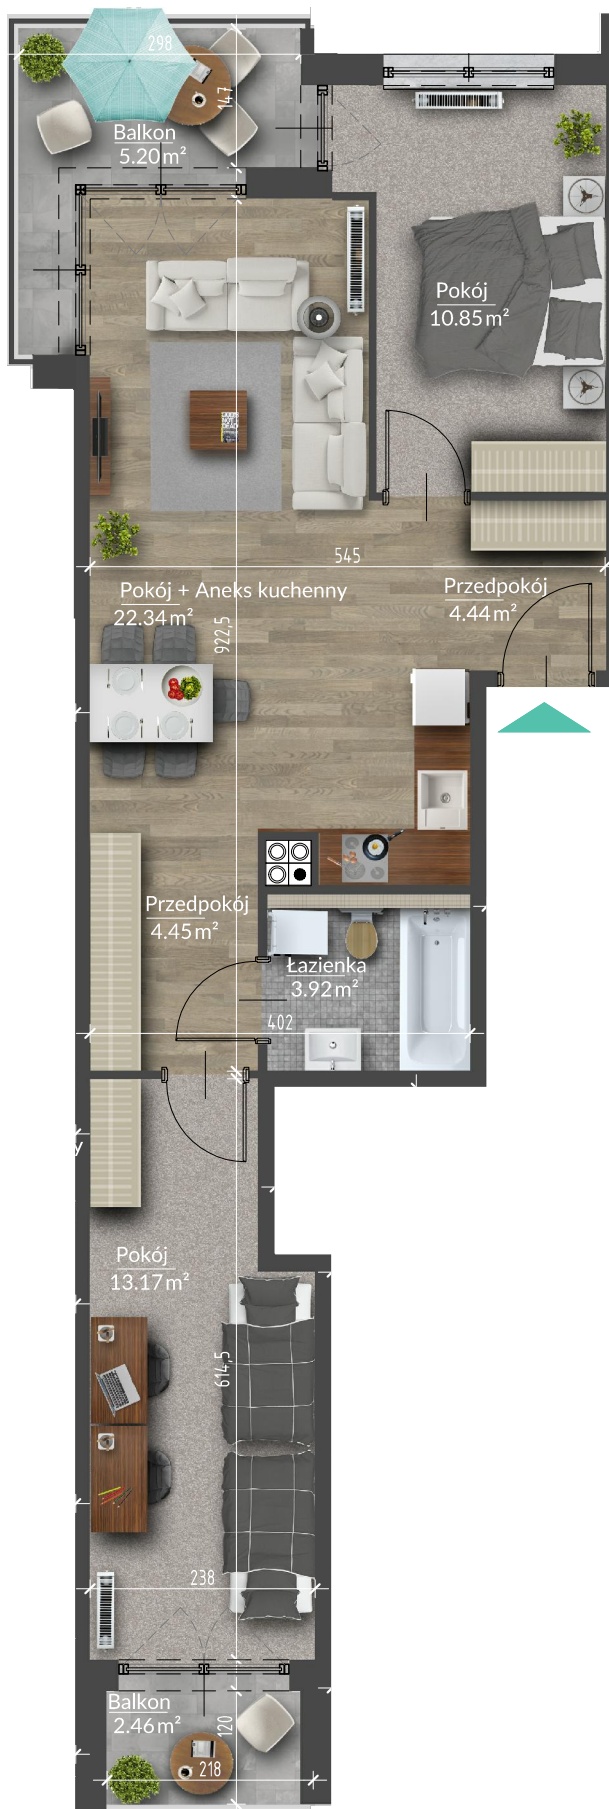 298
147
Balkon
5.20 m²
Pokój
10.85 m²
545
Pokój + Aneks kuchenny
22.34 m²
922,5
Przedpokój
4.44 m²
Przedpokój
4.45 m²
Łazienka
3.92 m²
402
Pokój
13.17 m²
614,5
238
Balkon
2.46 m²
120
218